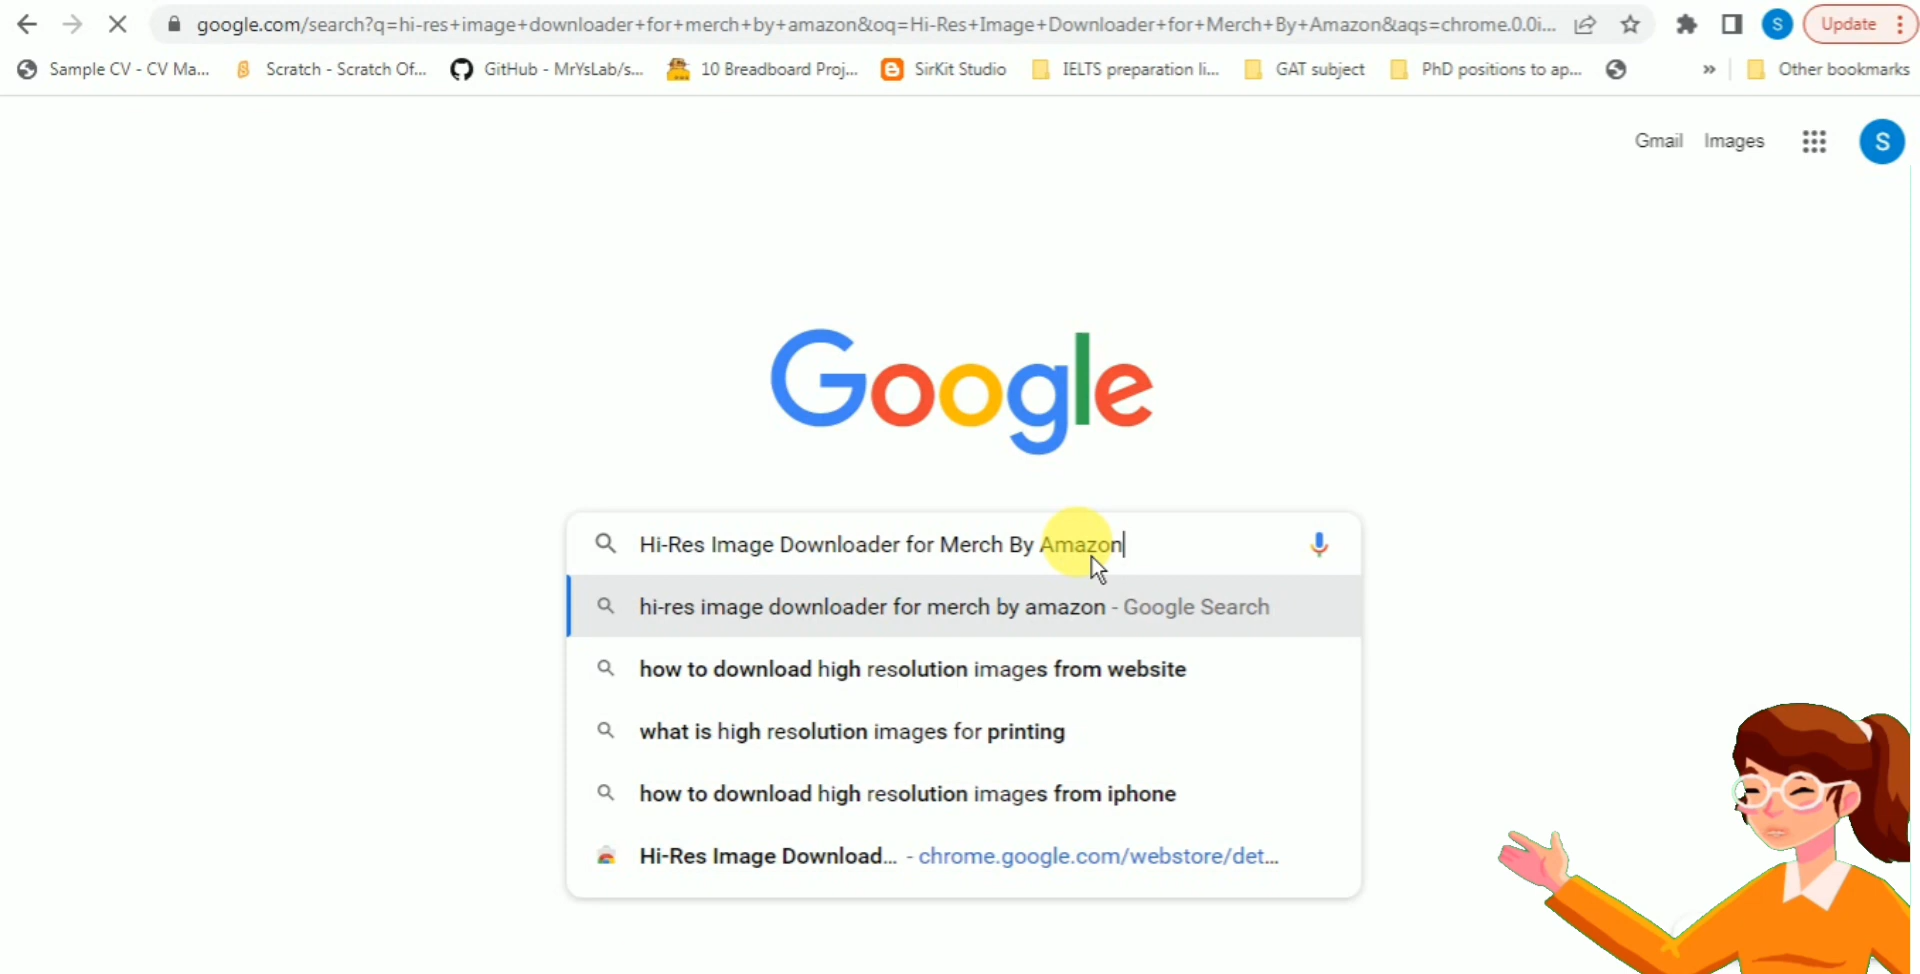 google.com/search?q=hi-res+image+downloader+for+merch+by+amazon&oq=Hi-Res+Image+Downloader+for+Merch+By+Amazon&aqs=chrome.0.0i... S Update
Sample CV - CV Ma... Scratch - Scratch Of... GitHub - MrYsLab/s... 10 Breadboard Proj... SirKit Studio IELTS preparation li... GAT subject PhD positions to ap... » Other bookmarks
Gmail Images S
Google
Hi-Res Image Downloader for Merch By Amazon
hi-res image downloader for merch by amazon - Google Search
how to download high resolution images from website
what is high resolution images for printing
how to download high resolution images from iphone
Hi-Res Image Download... - chrome.google.com/webstore/det...